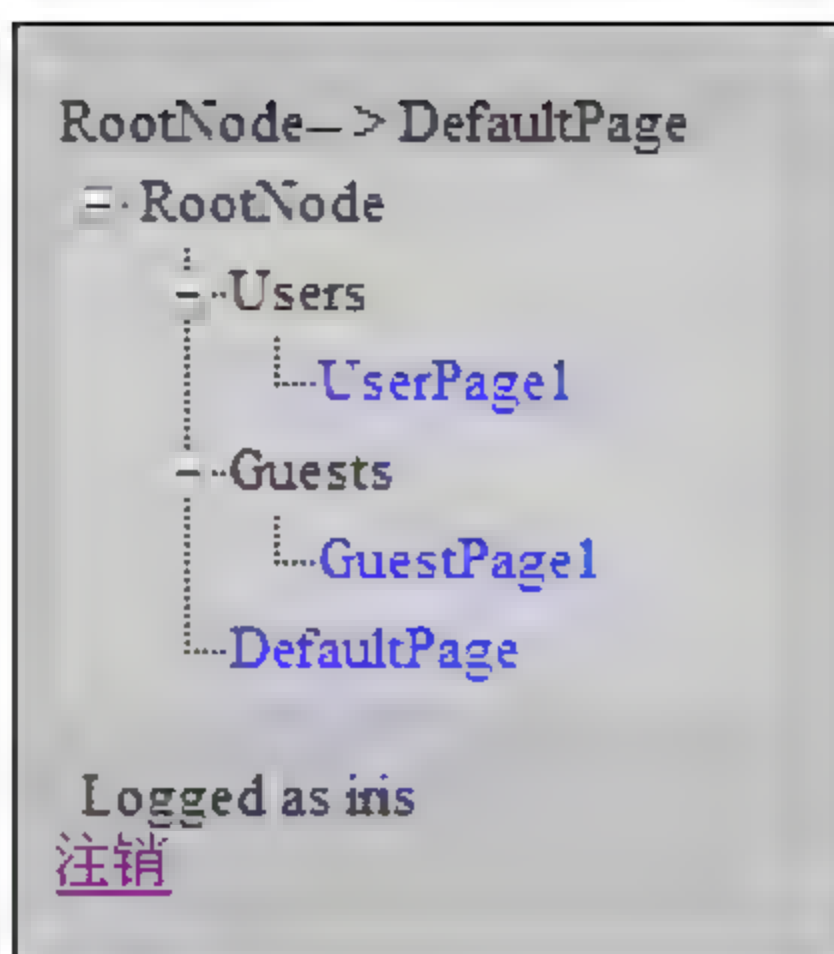 RootNode-> DefaultPage
RootNode
Users
UserPage1
Guests
GuestPage1
DefaultPage
Logged as iris
注销